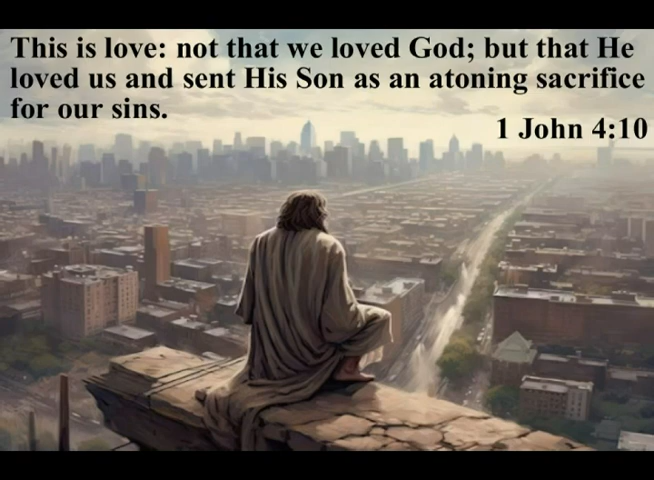 This is love: not that we loved God; but that He
loved us and sent His Son as an atoning sacrifice
for our sins.
1 John 4:10